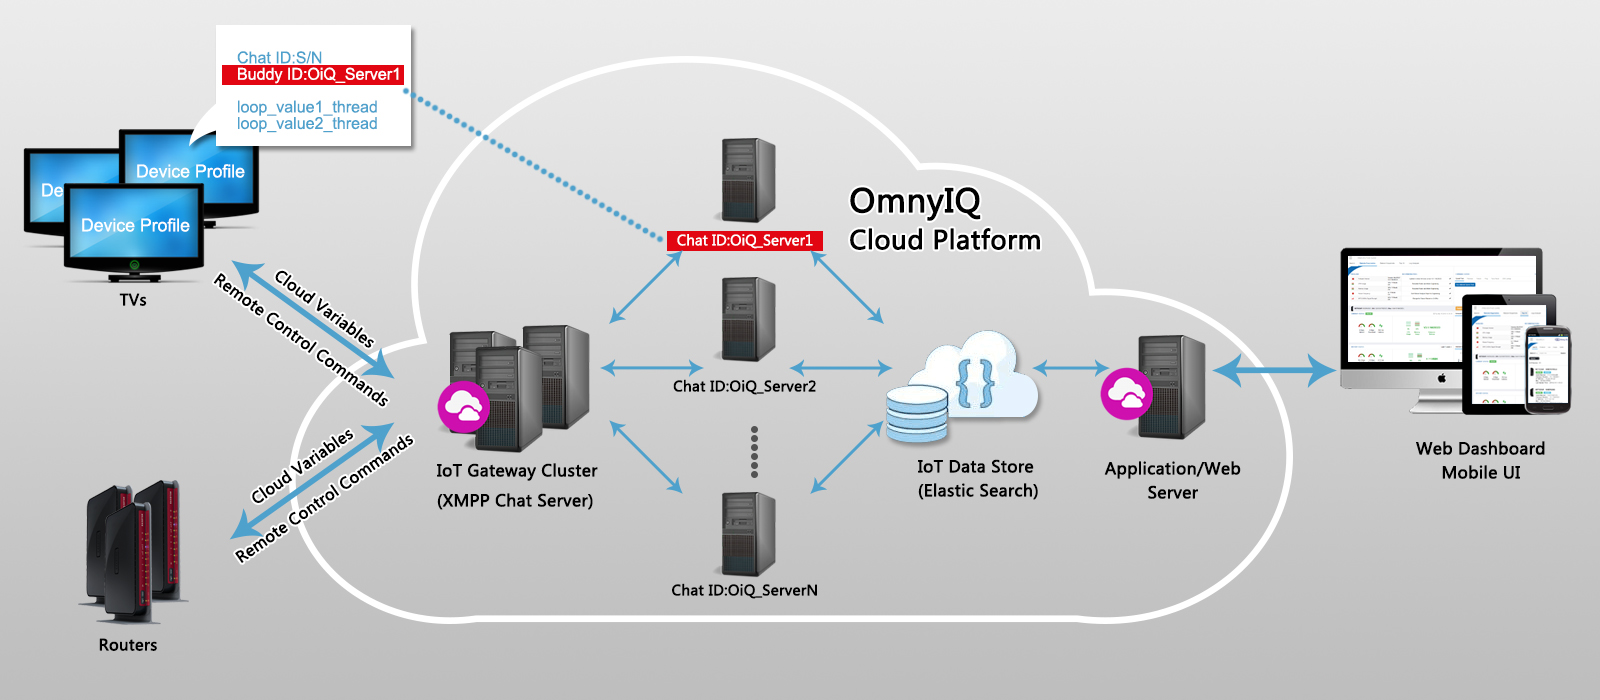 Chat ID:S/N
Buddy ID:OiQ_Server1
loop_value1_thread
loop_value2_thread
Device Profile
De
Device Profile
TVs
Cloud Variables
Remote Control Commands
Cloud Variables
Remote Control Commands
Routers
OmnyIQ
Cloud Platform
Chat ID:OiQ_Server1
Chat ID:OiQ_Server2
Chat ID:OiQ_ServerN
IoT Gateway Cluster
(XMPP Chat Server)
{ }
IoT Data Store
(Elastic Search)
Application/Web
Server
Web Dashboard
Mobile UI